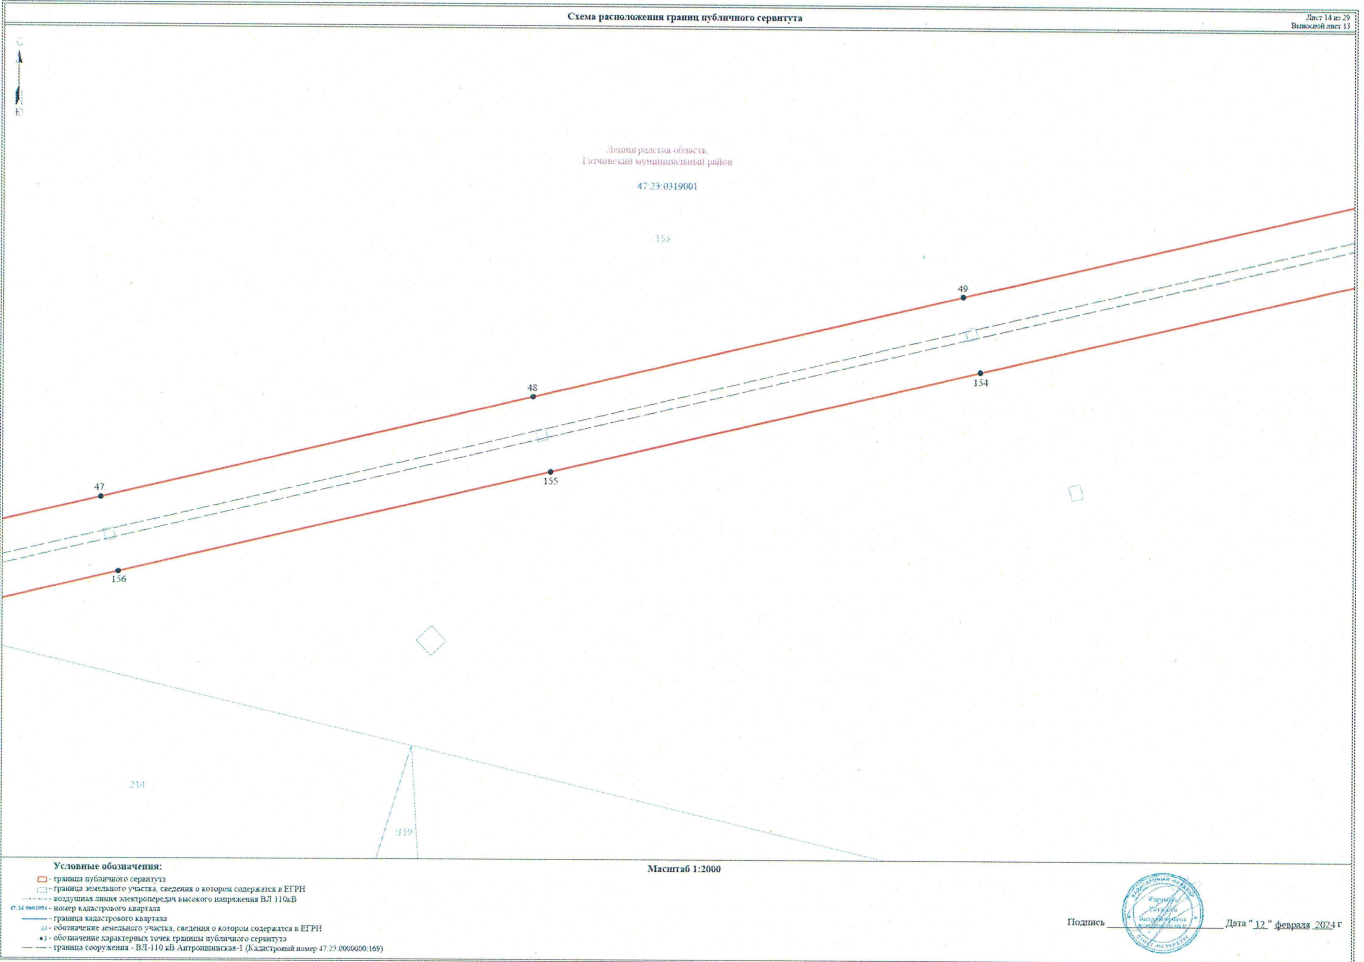 Схема расположения границ публичного сервитута
Лист 14 из 29
Выносной лист 13
С
Ю
Ленинградская область,
Гатчинский муниципальный район
47:23:0319001
:155
49
154
48
155
47
156
:214
:119
Условные обозначения:
- граница публичного сервитута
- граница земельного участка, сведения о котором содержатся в ЕГРН
- воздушная линия электропередач высокого напряжения ВЛ 110кВ
- номер кадастрового квартала
- граница кадастрового квартала
- обозначение земельного участка, сведения о котором содержатся в ЕГРН
- обозначение характерных точек границы публичного сервитута
- граница сооружения - ВЛ-110 кВ Антропшинская-1 (Кадастровый номер 47:23:0000000:169)
Масштаб 1:2000
Подпись
Дата " 12 " февраля 2024 г